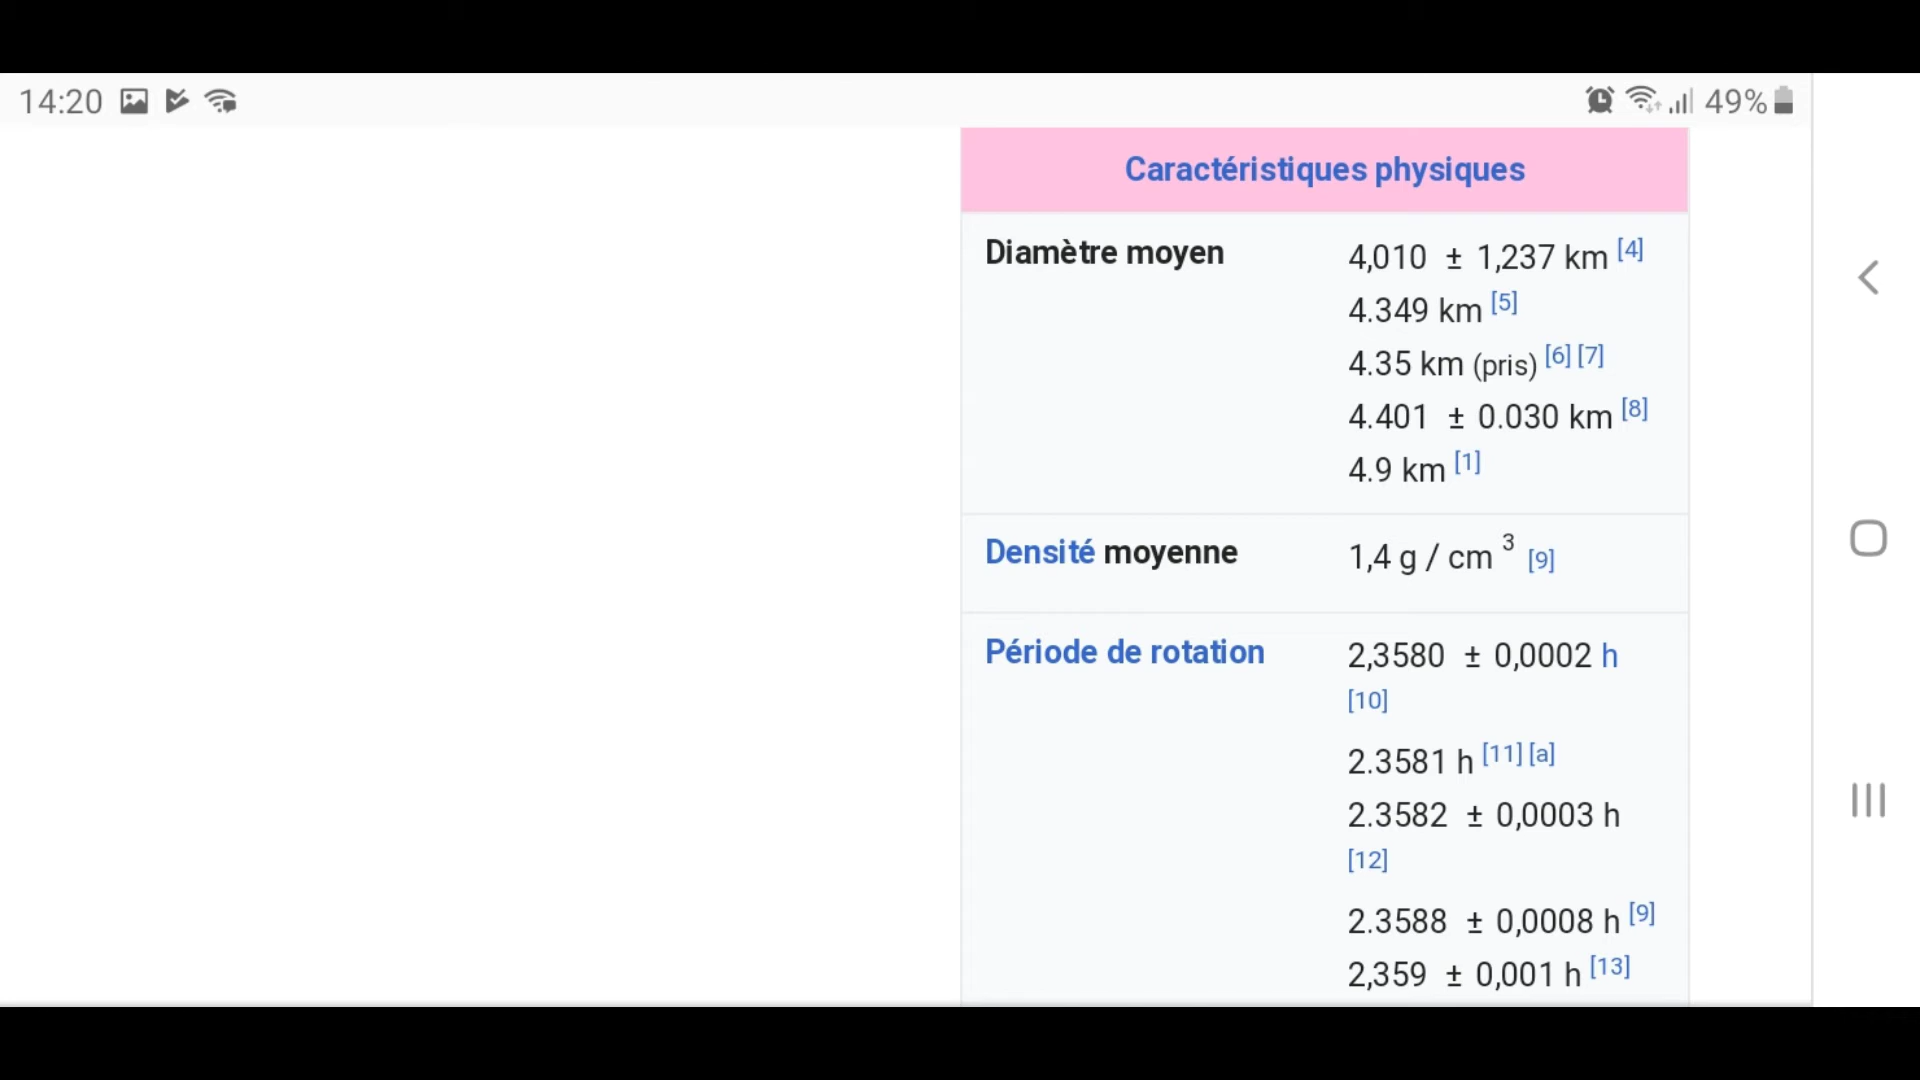 14:20
49%
Caractéristiques physiques
Diamètre moyen
4,010 ± 1,237 km [4]
4.349 km [5]
4.35 km (pris) [6] [7]
4.401 ± 0.030 km [8]
4.9 km [1]
Densité moyenne
1,4 g / cm 3 [9]
Période de rotation
2,3580 ± 0,0002 h
[10]
2.3581 h [11] [a]
2.3582 ± 0,0003 h
[12]
2.3588 ± 0,0008 h [9]
2,359 ± 0,001 h [13]